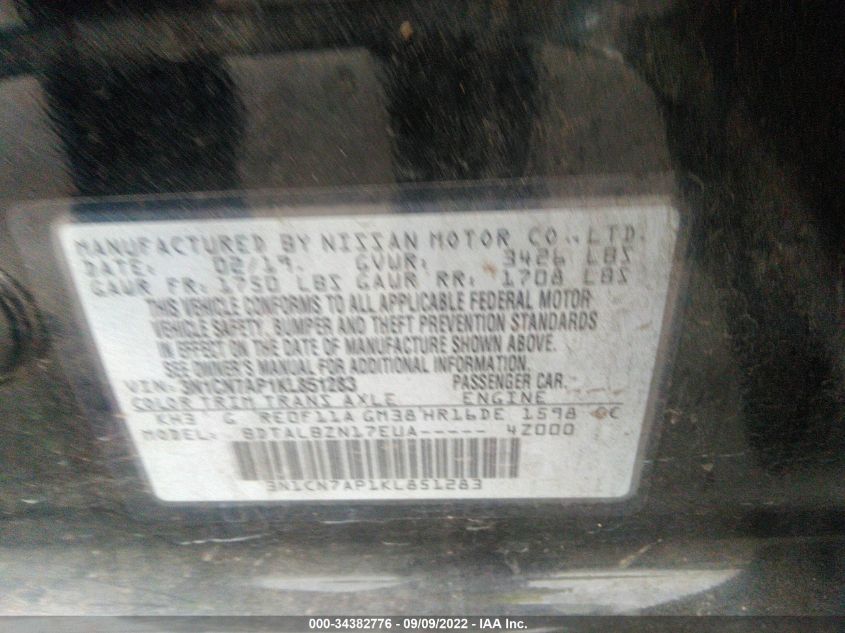 MANUFACTURED BY NISSAN MOTOR CO., LTD.
DATE: 02/19. GVWR: 3426 LBS
GAWR FR: 1750 LBS GAWR RR: 1708 LBS
THIS VEHICLE CONFORMS TO ALL APPLICABLE FEDERAL MOTOR
VEHICLE SAFETY, BUMPER AND THEFT PREVENTION STANDARDS
IN EFFECT ON THE DATE OF MANUFACTURE SHOWN ABOVE.
SEE OWNER'S MANUAL FOR ADDITIONAL INFORMATION.
VIN: 3N1CN7AP1KL851283 PASSENGER CAR.
COLOR TRIM TRANS AXLE ENGINE
KH3 G RE0F11A GM38 HR16DE 1598 CC
MODEL: BDTALBZN17EUA----- 4Z000
3N1CN7AP1KL851283
000-34382776 - 09/09/2022 - IAA Inc.